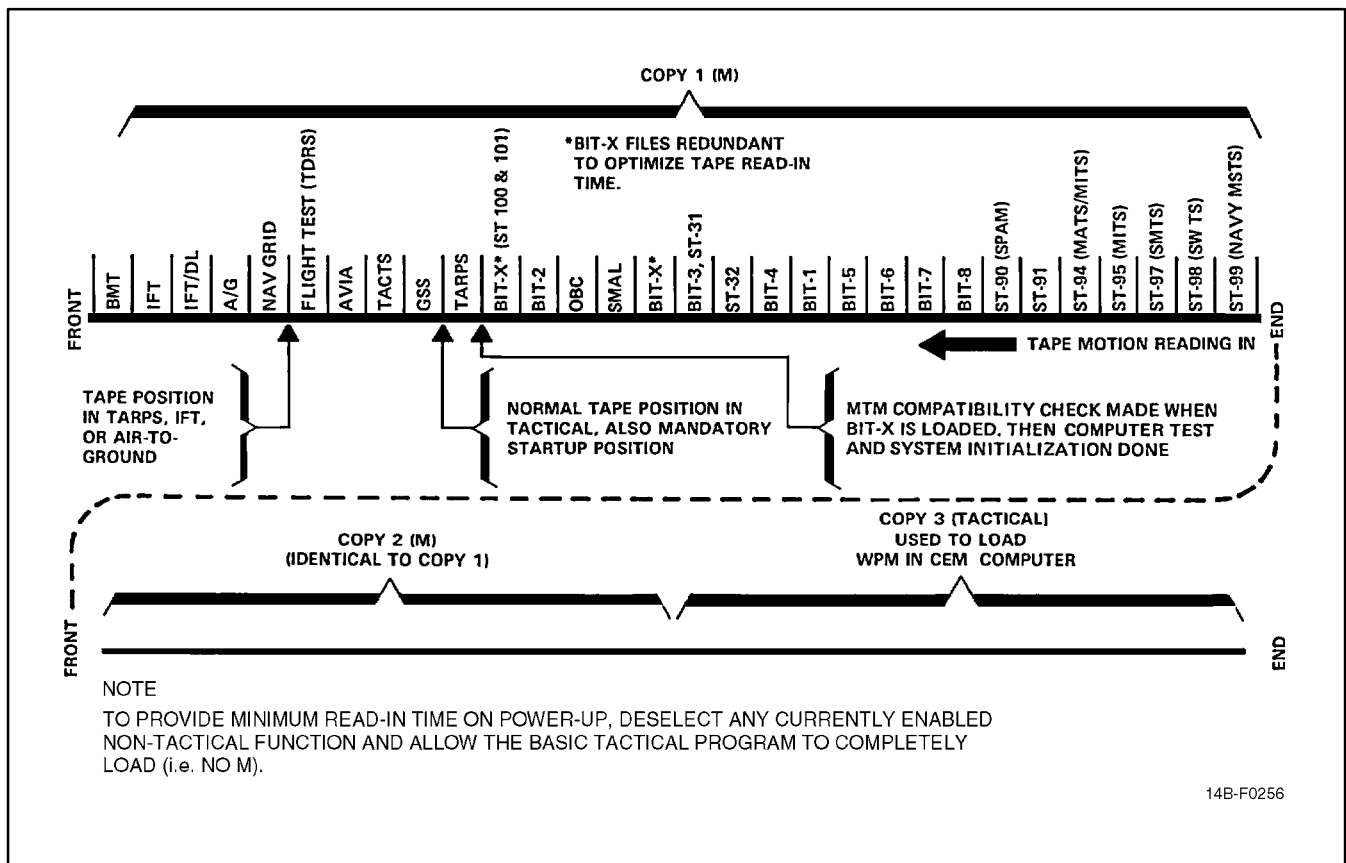 COPY 1 (M)
*BIT-X FILES REDUNDANT
TO OPTIMIZE TAPE READ-IN
TIME.
FRONT
BMT
IFT
IFT/DL
A/G
NAV GRID
FLIGHT TEST (TDRS)
AVIA
TACTS
GSS
TARPS
BIT-X* (ST 100 & 101)
BIT-2
OBC
SMAL
BIT-X*
BIT-3, ST-31
ST-32
BIT-4
BIT-1
BIT-5
BIT-6
BIT-7
BIT-8
ST-90 (SPAM)
ST-91
ST-94 (MATS/MITS)
ST-95 (MITS)
ST-97 (SMTS)
ST-98 (SW TS)
ST-99 (NAVY MSTS)
END
TAPE MOTION READING IN
TAPE POSITION
IN TARPS, IFT,
OR AIR-TO-
GROUND
NORMAL TAPE POSITION IN
TACTICAL, ALSO MANDATORY
STARTUP POSITION
MTM COMPATIBILITY CHECK MADE WHEN
BIT-X IS LOADED, THEN COMPUTER TEST
AND SYSTEM INITIALIZATION DONE
COPY 2 (M)
(IDENTICAL TO COPY 1)
COPY 3 (TACTICAL)
USED TO LOAD
WPM IN CEM COMPUTER
FRONT
END
NOTE
TO PROVIDE MINIMUM READ-IN TIME ON POWER-UP, DESELECT ANY CURRENTLY ENABLED
NON-TACTICAL FUNCTION AND ALLOW THE BASIC TACTICAL PROGRAM TO COMPLETELY
LOAD (i.e. NO M).
14B-F0256